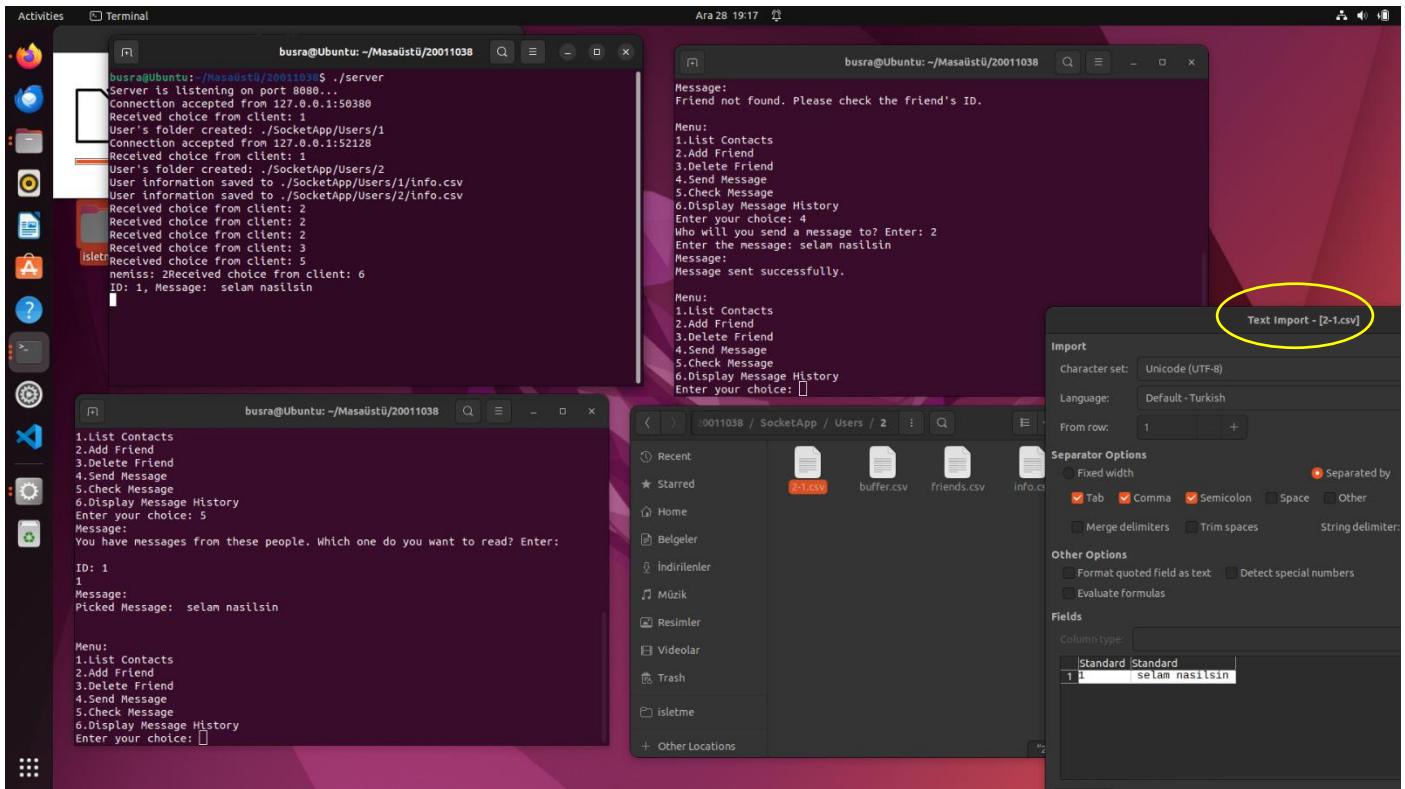 Activities
Terminal
Ara 28 19:17
busra@Ubuntu: ~/Masaüstü/20011038
busra@Ubuntu:~/Masaüstü/20011038$ ./server
Server is listening on port 8080...
Connection accepted from 127.0.0.1:50380
Received choice from client: 1
User's folder created: ./SocketApp/Users/1
Connection accepted from 127.0.0.1:52128
Received choice from client: 1
User's folder created: ./SocketApp/Users/2
User information saved to ./SocketApp/Users/1/info.csv
User information saved to ./SocketApp/Users/2/info.csv
Received choice from client: 2
Received choice from client: 2
Received choice from client: 2
Received choice from client: 3
Received choice from client: 5
nemiss: 2Received choice from client: 6
ID: 1, Message:  selam nasilsin
isletm
busra@Ubuntu: ~/Masaüstü/20011038
Message:
Friend not found. Please check the friend's ID.
Menu:
1.List Contacts
2.Add Friend
3.Delete Friend
4.Send Message
5.Check Message
6.Display Message History
Enter your choice: 4
Who will you send a message to? Enter: 2
Enter the message: selam nasilsin
Message:
Message sent successfully.
Menu:
1.List Contacts
2.Add Friend
3.Delete Friend
4.Send Message
5.Check Message
6.Display Message History
Enter your choice:
busra@Ubuntu: ~/Masaüstü/20011038
1.List Contacts
2.Add Friend
3.Delete Friend
4.Send Message
5.Check Message
6.Display Message History
Enter your choice: 5
Message:
You have messages from these people. Which one do you want to read? Enter:
ID: 1
1
Message:
Picked Message:  selam nasilsin
Menu:
1.List Contacts
2.Add Friend
3.Delete Friend
4.Send Message
5.Check Message
6.Display Message History
Enter your choice:
20011038 / SocketApp / Users / 2
Recent
Starred
Home
Belgeler
İndirilenler
Müzik
Resimler
Videolar
Trash
isletme
+ Other Locations
2-1.csv
buffer.csv
friends.csv
info.cs
"2
Text Import - [2-1.csv]
Import
Character set: Unicode (UTF-8)
Language: Default - Turkish
From row: 1 +
Separator Options
Fixed width
Separated by
Tab
Comma
Semicolon
Space
Other
Merge delimiters
Trim spaces
String delimiter:
Other Options
Format quoted field as text
Detect special numbers
Evaluate formulas
Fields
Column type:
Standard Standard
1 1 selam nasilsin